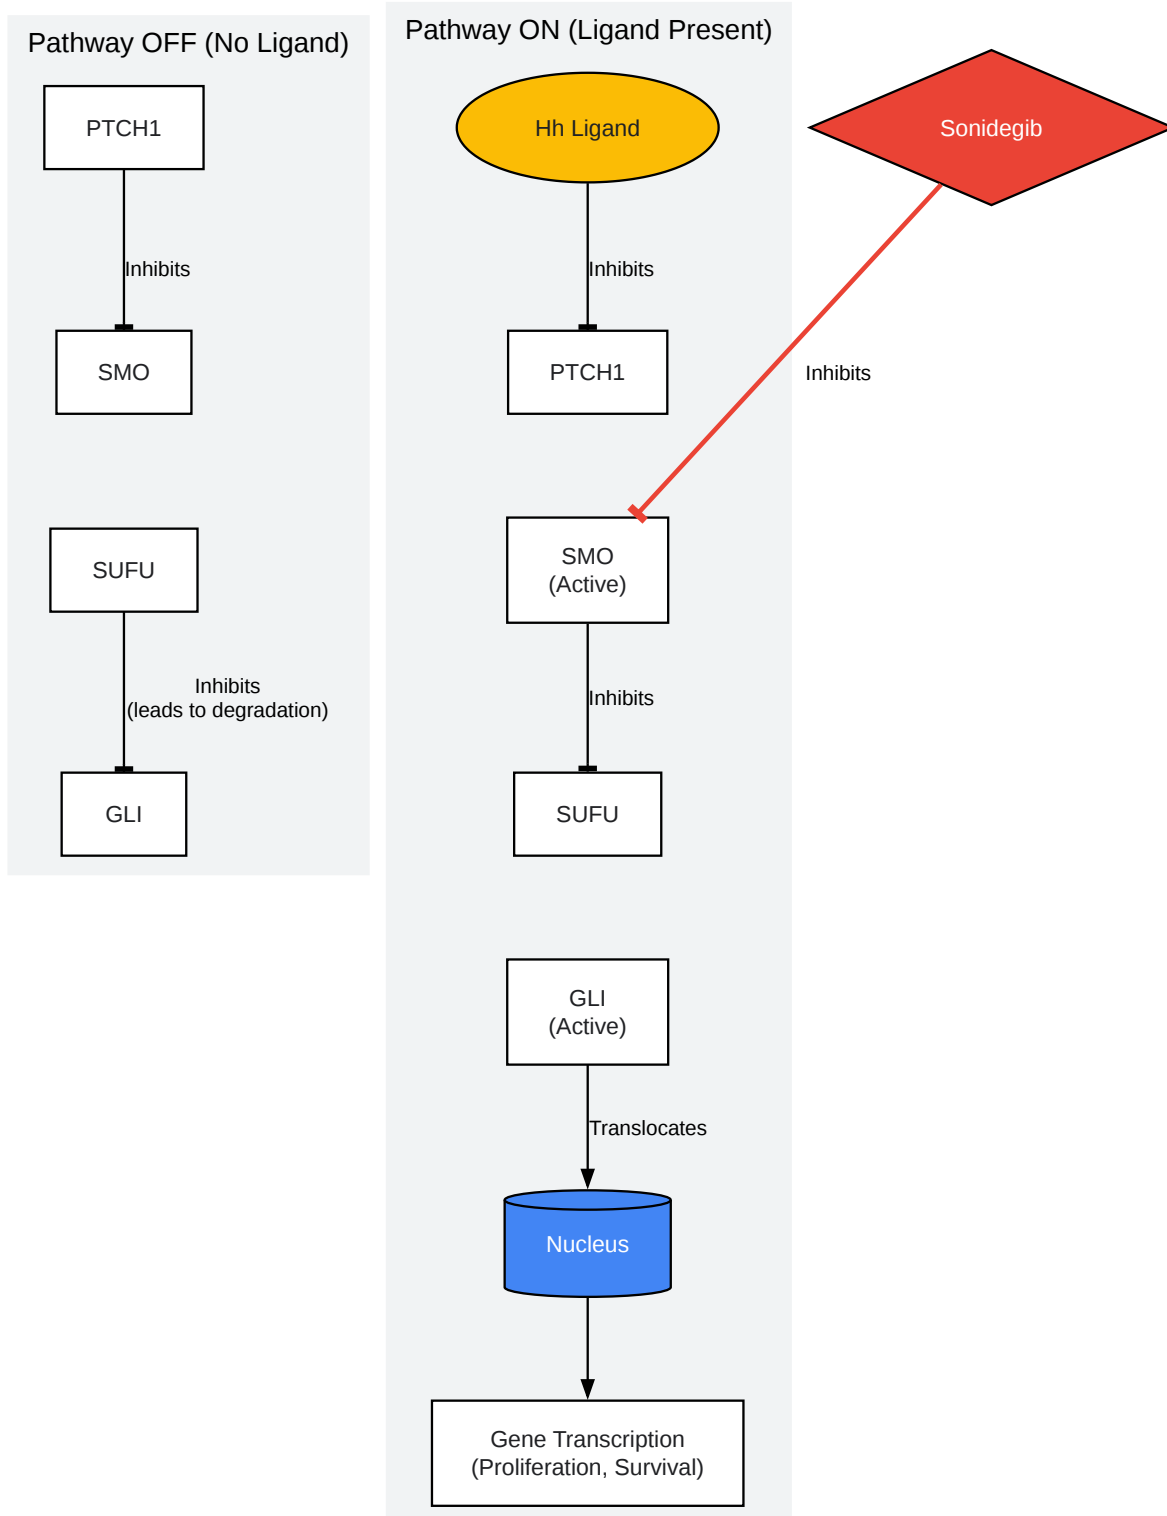 Pathway OFF (No Ligand)
PTCH1
Inhibits
SMO
SUFU
Inhibits
(leads to degradation)
GLI
Pathway ON (Ligand Present)
Hh Ligand
Inhibits
PTCH1
SMO
(Active)
Inhibits
SUFU
GLI
(Active)
Translocates
Nucleus
Gene Transcription
(Proliferation, Survival)
Sonidegib
Inhibits